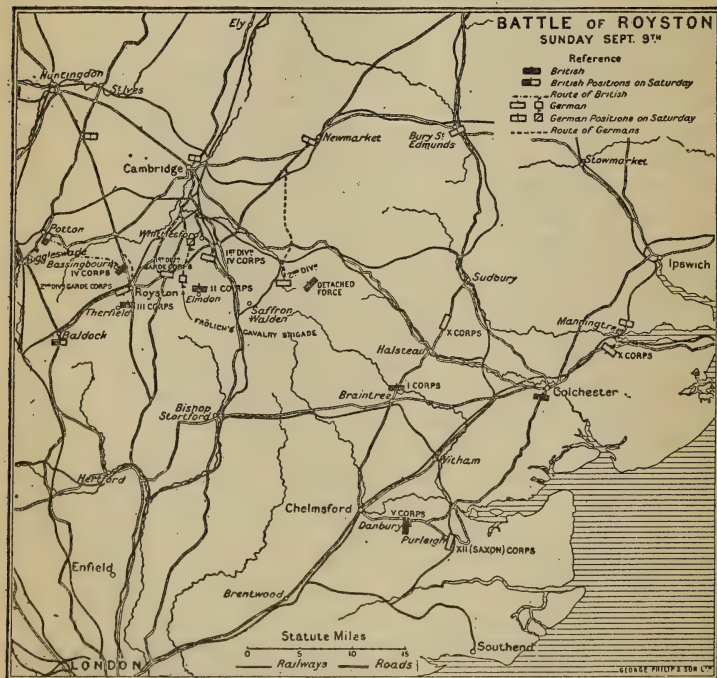 BATTLE OF ROYSTON
SUNDAY SEPT. 9TH
Reference
British
British Positions on Saturday
Route of British
German
German Positions on Saturday
Route of Germans
Ely
Huntingdon
St. Ives
Newmarket
Bury St.
Edmunds
Stowmarket
Cambridge
Potton
Whittlesford
Biggleswade
Bassingbourn
IV CORPS
1ST DIVN
GARDE CORPS
1ST DIVN
IV CORPS
2ND DIVN
Ipswich
2ND DIVN GARDE CORPS
Royston
Elmdon
II CORPS
DETACHED
FORCE
Sudbury
Therfield
III CORPS
Saffron
Walden
FRÖLICH'S CAVALRY BRIGADE
Baldock
X CORPS
Manningtree
X CORPS
Halstead
I CORPS
Braintree
Colchester
Bishop
Stortford
Witham
Hertford
Chelmsford
V CORPS
Danbury
Purleigh
XII (SAXON) CORPS
Enfield
Brentwood
Southend
Statute Miles
0 5 10 15
Railways Roads
LONDON
GEORGE PHILIP & SON LTD